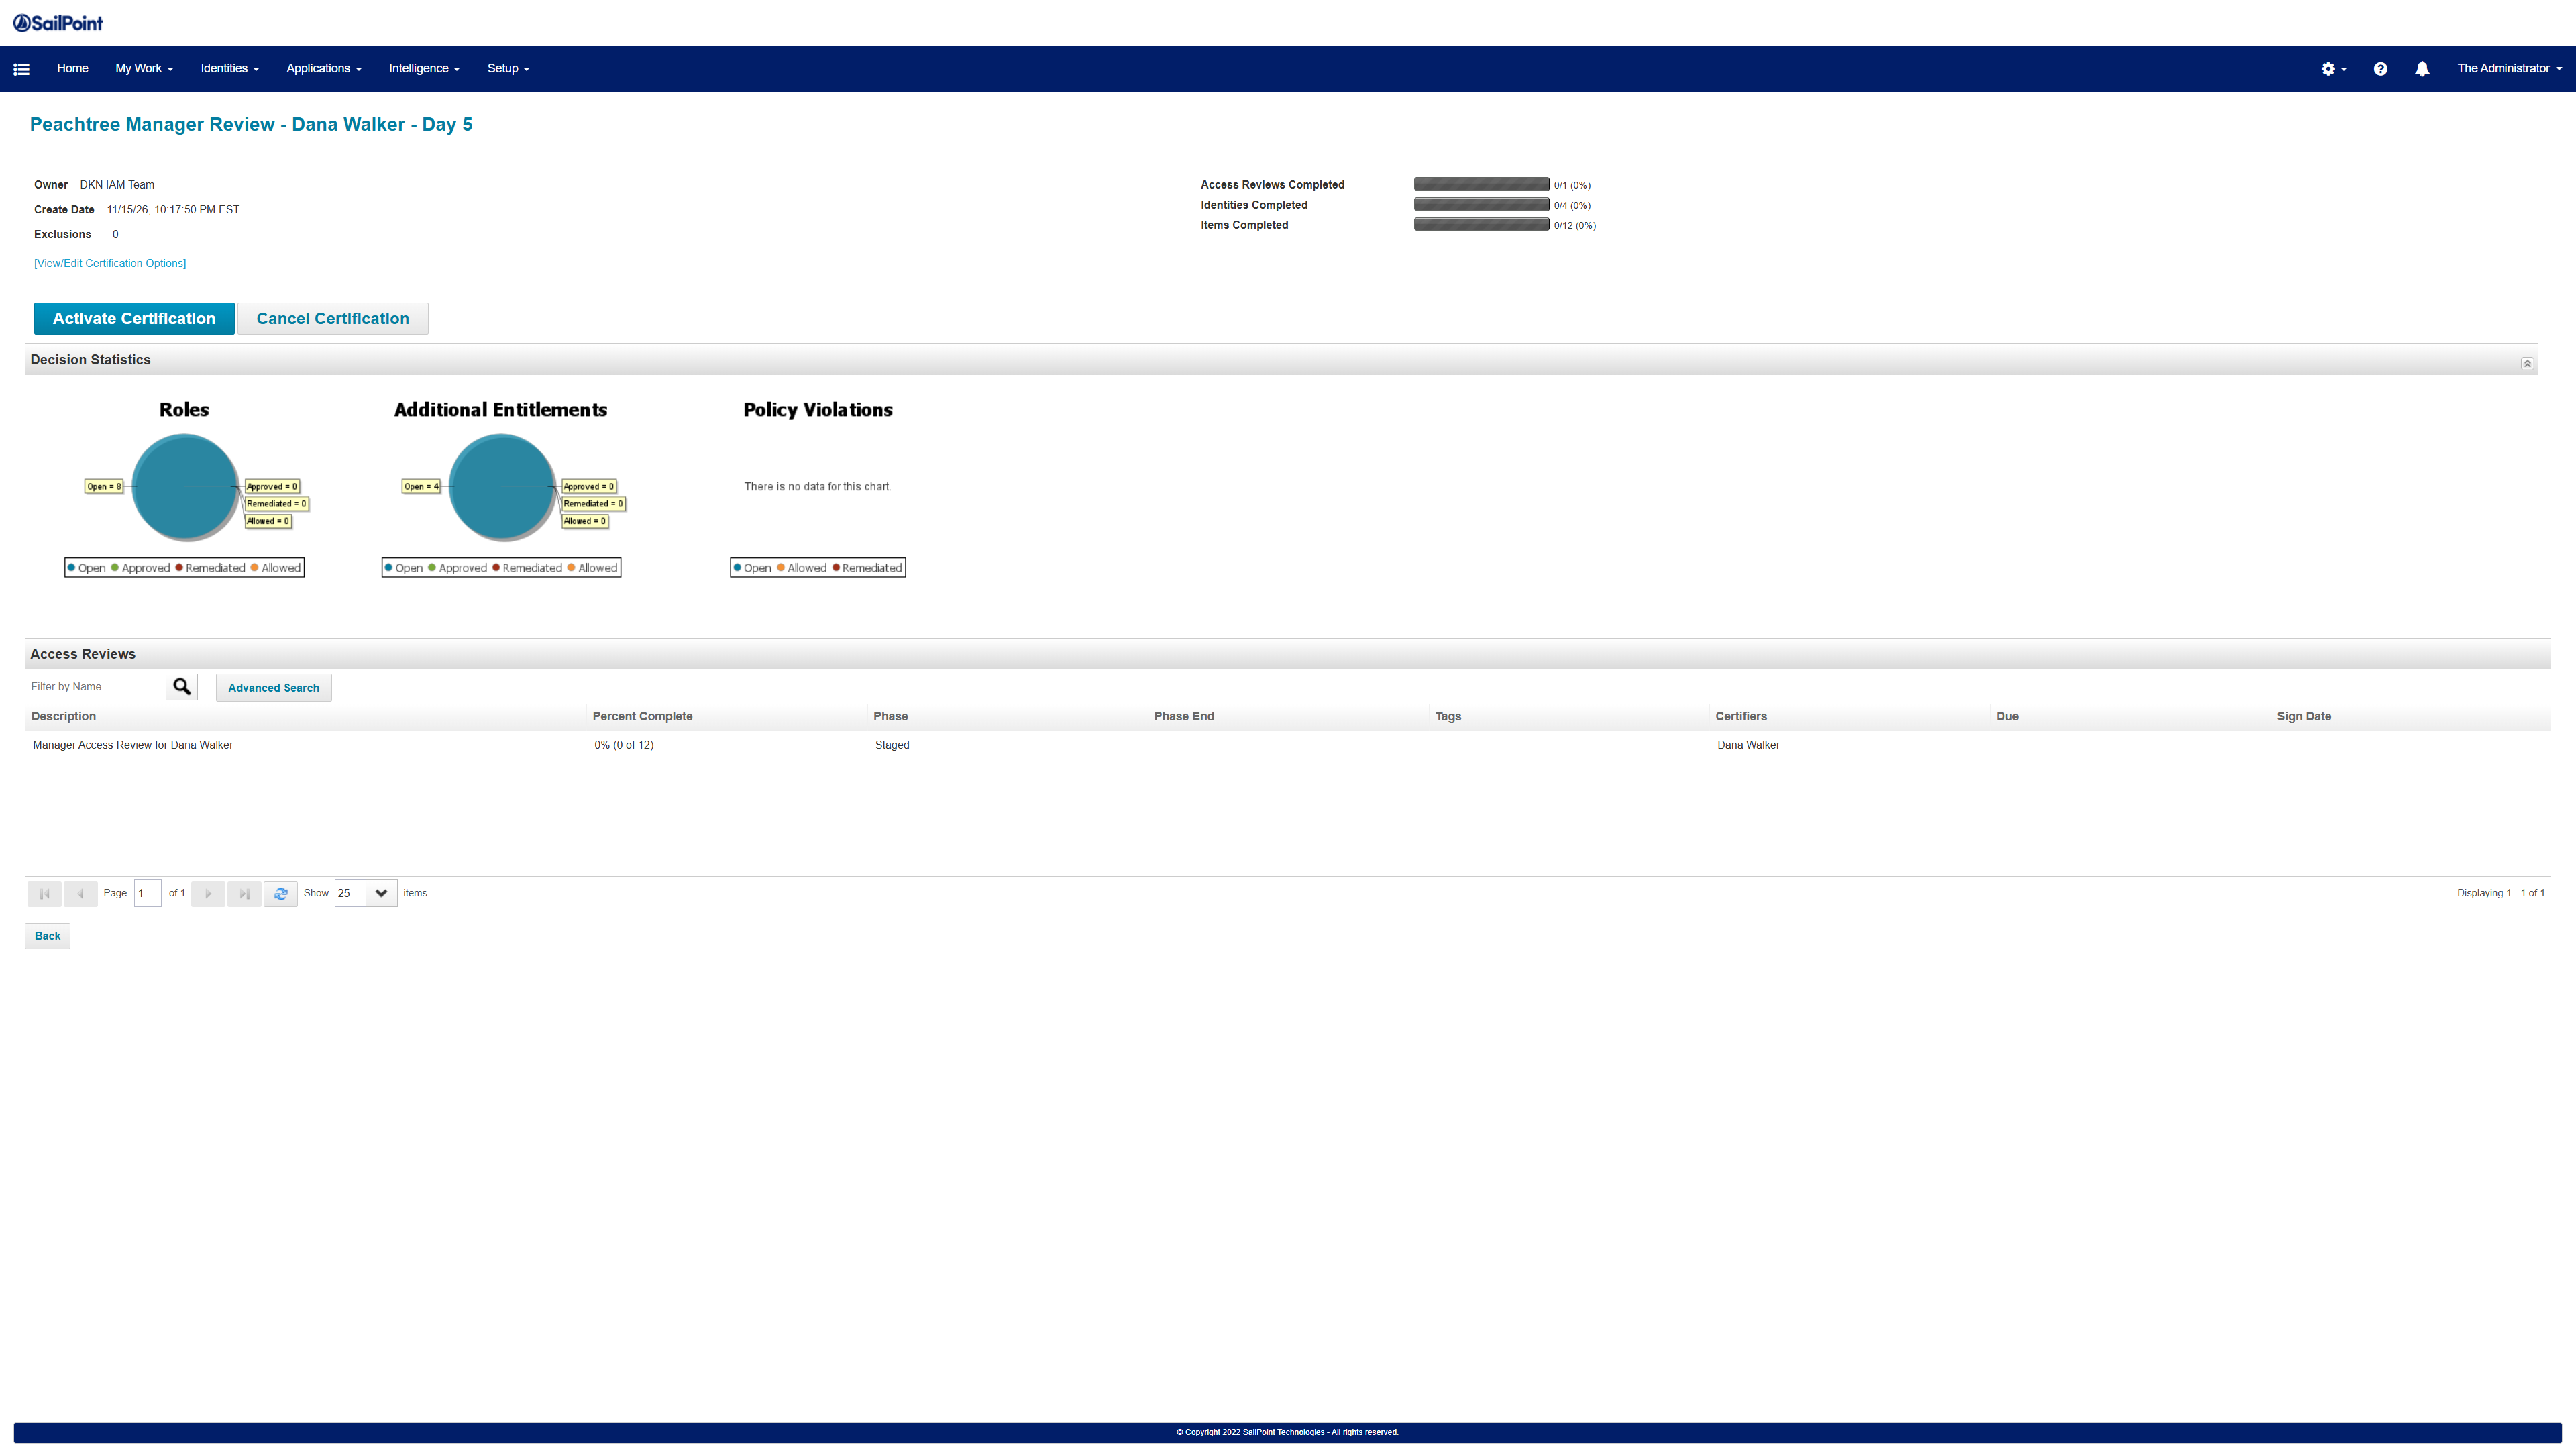 SailPoint
Home My Work Identities Applications Intelligence Setup The Administrator
Peachtree Manager Review - Dana Walker - Day 5
Owner DKN IAM Team
Create Date 11/15/26, 10:17:50 PM EST
Exclusions 0
[View/Edit Certification Options]
Access Reviews Completed 0/1 (0%)
Identities Completed 0/4 (0%)
Items Completed 0/12 (0%)
Activate Certification Cancel Certification
Decision Statistics
Roles
Open = 8
Approved = 0
Remediated = 0
Allowed = 0
Open Approved Remediated Allowed
Additional Entitlements
Open = 4
Approved = 0
Remediated = 0
Allowed = 0
Open Approved Remediated Allowed
Policy Violations
There is no data for this chart.
Open Allowed Remediated
Access Reviews
Filter by Name Advanced Search
Description Percent Complete Phase Phase End Tags Certifiers Due Sign Date
Manager Access Review for Dana Walker 0% (0 of 12) Staged Dana Walker
Page 1 of 1 Show 25 items Displaying 1 - 1 of 1
Back
© Copyright 2022 SailPoint Technologies - All rights reserved.